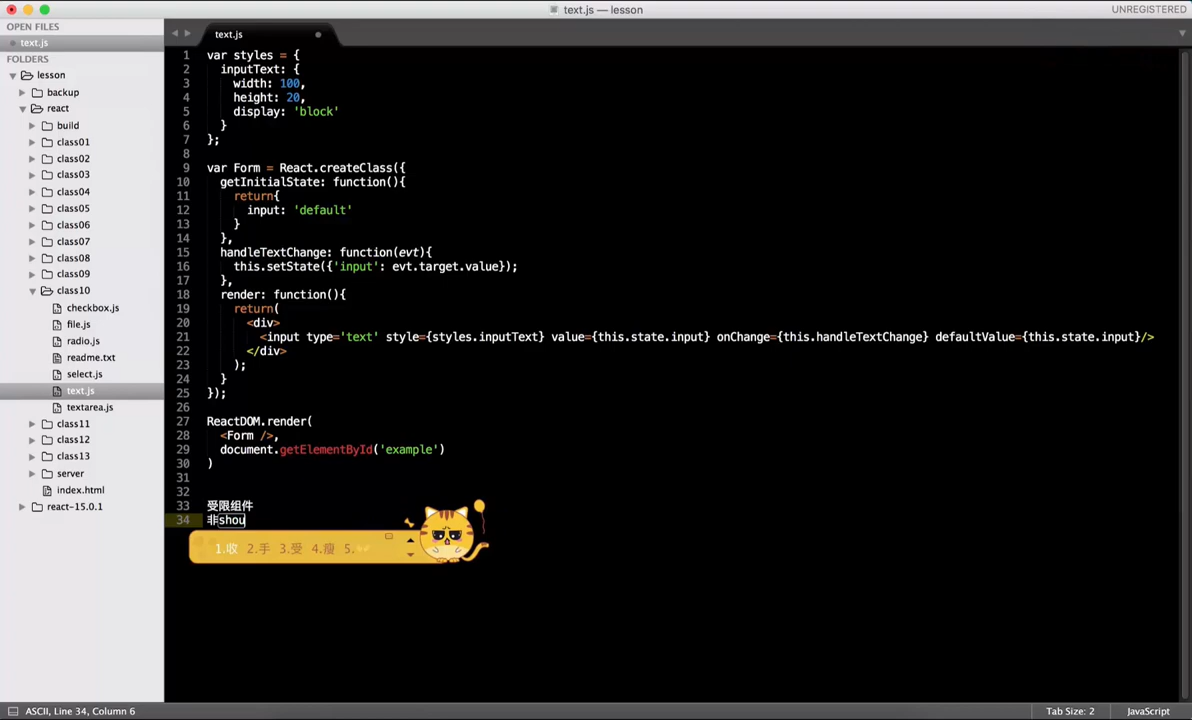 text.js — lesson
UNREGISTERED
OPEN FILES
text.js
FOLDERS
lesson
backup
react
build
class01
class02
class03
class04
class05
class06
class07
class08
class09
class10
checkbox.js
file.js
radio.js
readme.txt
select.js
text.js
textarea.js
class11
class12
class13
server
index.html
react-15.0.1
text.js
1 var styles = {
2 inputText: {
3 width: 100,
4 height: 20,
5 display: 'block'
6 }
7 };
8
9 var Form = React.createClass({
10 getInitialState: function(){
11 return{
12 input: 'default'
13 }
14 },
15 handleTextChange: function(evt){
16 this.setState({'input': evt.target.value});
17 },
18 render: function(){
19 return(
20 <div>
21 <input type='text' style={styles.inputText} value={this.state.input} onChange={this.handleTextChange} defaultValue={this.state.input}/>
22 </div>
23 );
24 }
25 });
26
27 ReactDOM.render(
28 <Form />,
29 document.getElementById('example')
30 )
31
32
33 受限组件
34 非shou
1.收 2.手 3.受 4.瘦 5.
ASCII, Line 34, Column 6
Tab Size: 2
JavaScript